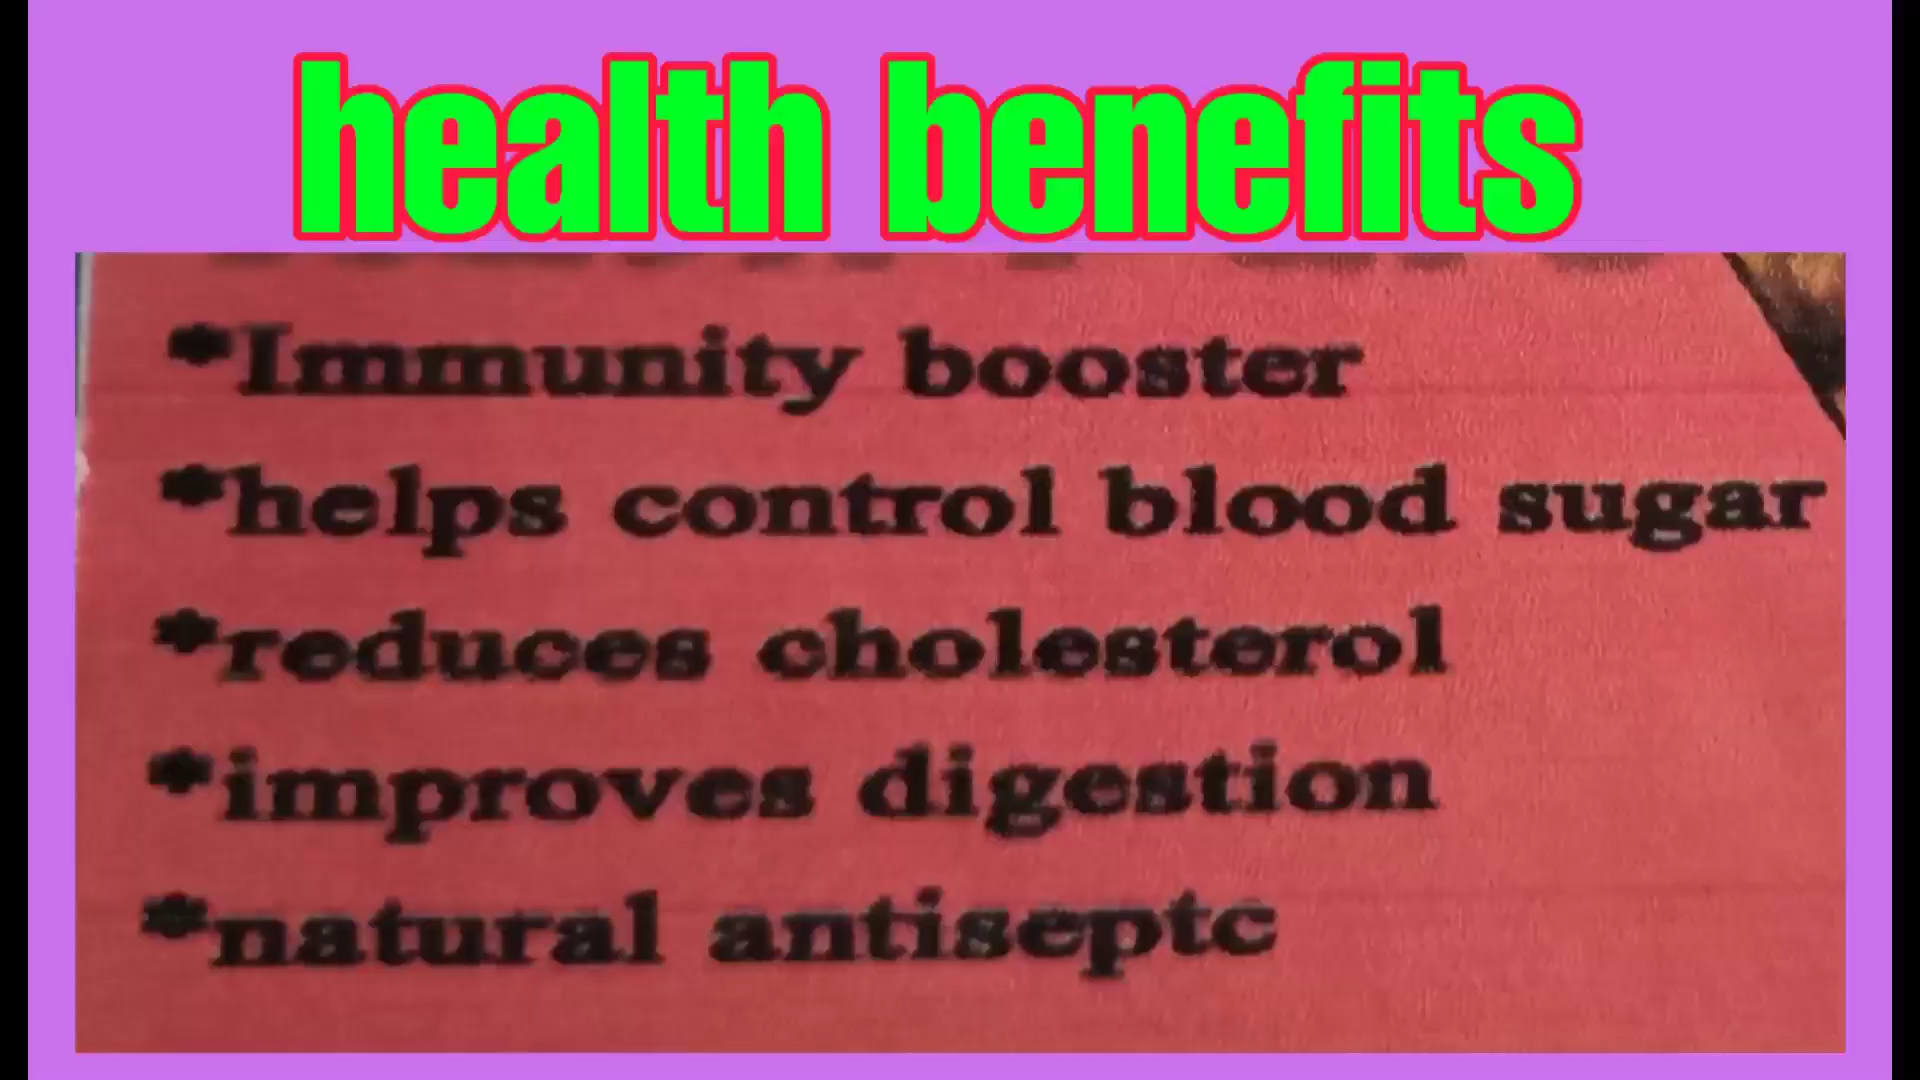 health benefits
*Immunity booster
*helps control blood sugar
*reduces cholesterol
*improves digestion
*natural antiseptc